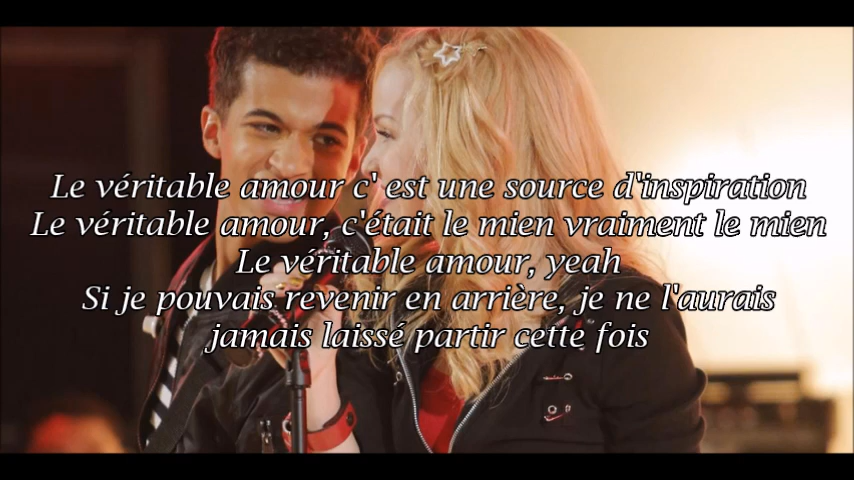 Le véritable amour c' est une source d'inspiration
Le véritable amour, c'était le mien vraiment le mien
Le véritable amour, yeah
Si je pouvais revenir en arrière, je ne l'aurais
jamais laissé partir cette fois